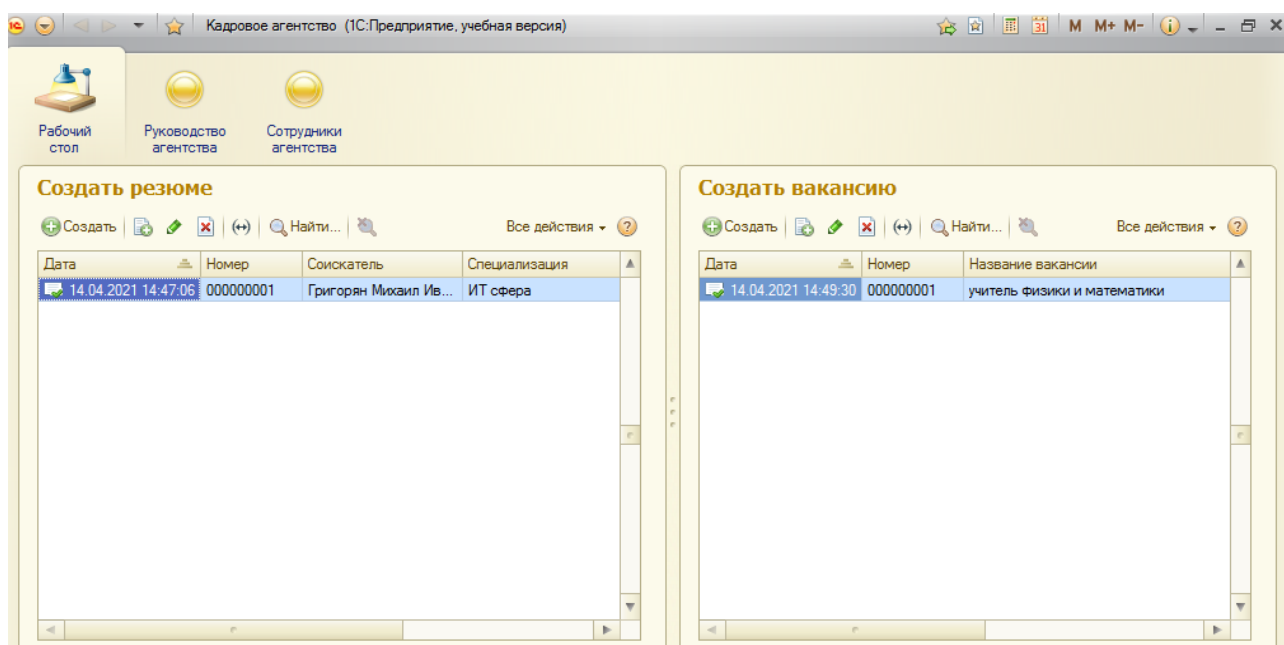 Кадровое агентство (1С:Предприятие, учебная версия) 31 M M+ M-
Рабочий стол
Руководство агентства
Сотрудники агентства
Создать резюме
Создать Найти... Все действия
Дата Номер Соискатель Специализация
14.04.2021 14:47:06 000000001 Григорян Михаил Ив... ИТ сфера
Создать вакансию
Создать Найти... Все действия
Дата Номер Название вакансии
14.04.2021 14:49:30 000000001 учитель физики и математики